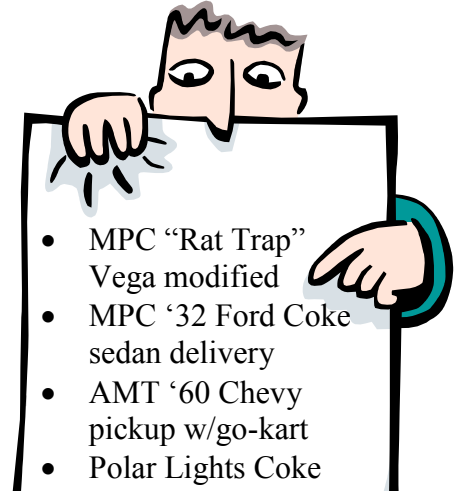 • MPC “Rat Trap”
Vega modified
• MPC ‘32 Ford Coke
sedan delivery
• AMT ‘60 Chevy
pickup w/go-kart
• Polar Lights Coke